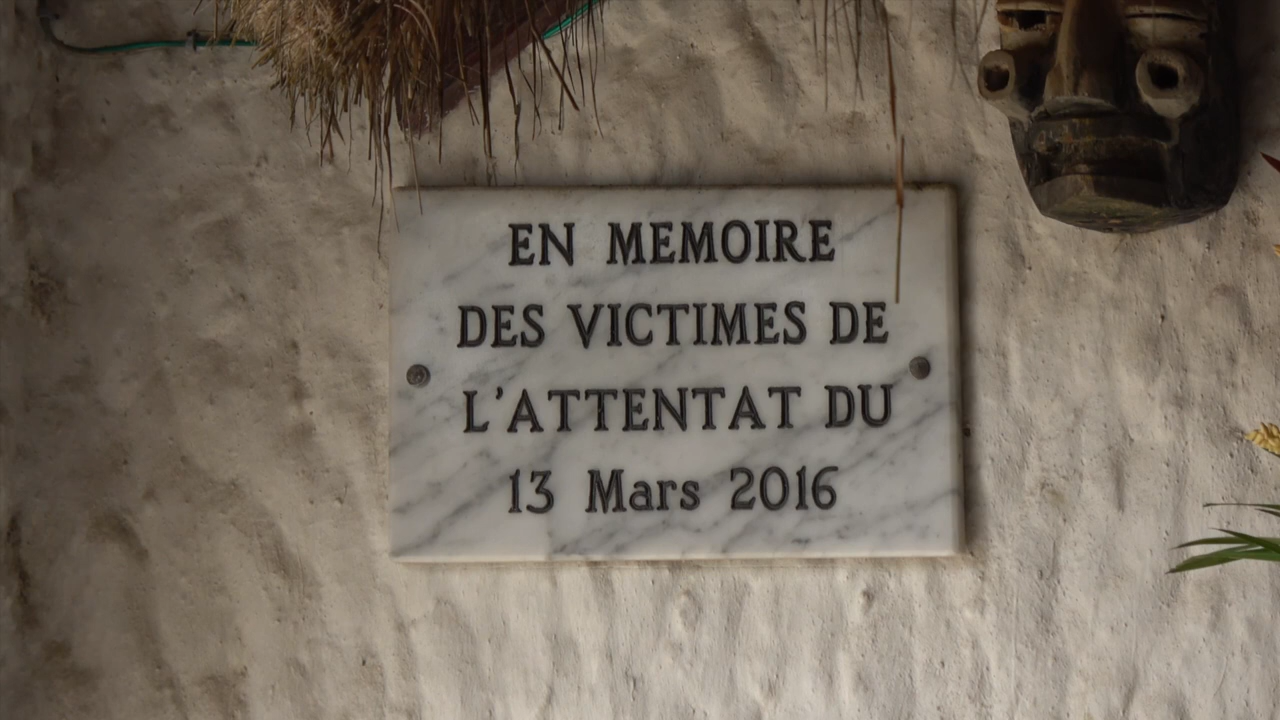 EN MEMOIRE
DES VICTIMES DE
L'ATTENTAT DU
13 Mars 2016